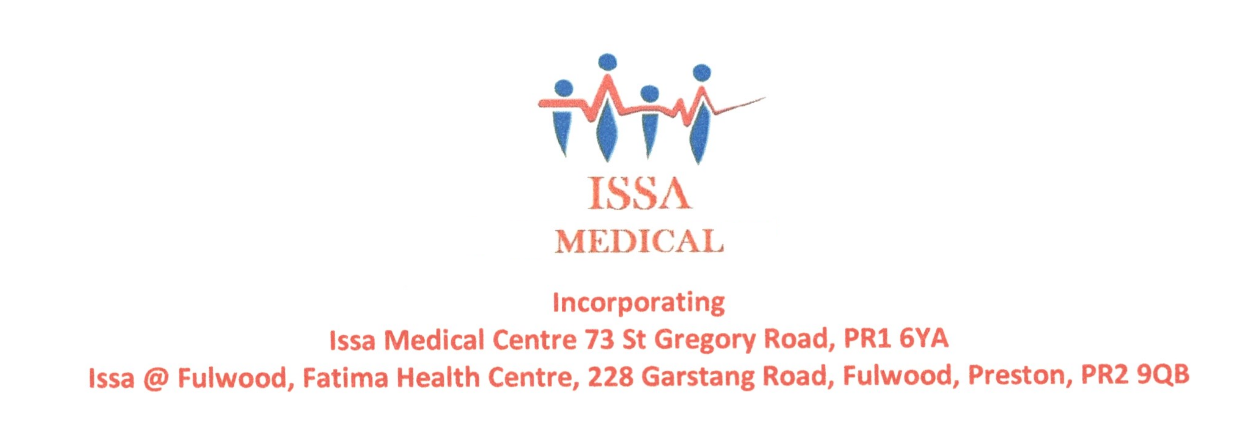 ISSA
MEDICAL
Incorporating
Issa Medical Centre 73 St Gregory Road, PR1 6YA
Issa @ Fulwood, Fatima Health Centre, 228 Garstang Road, Fulwood, Preston, PR2 9QB